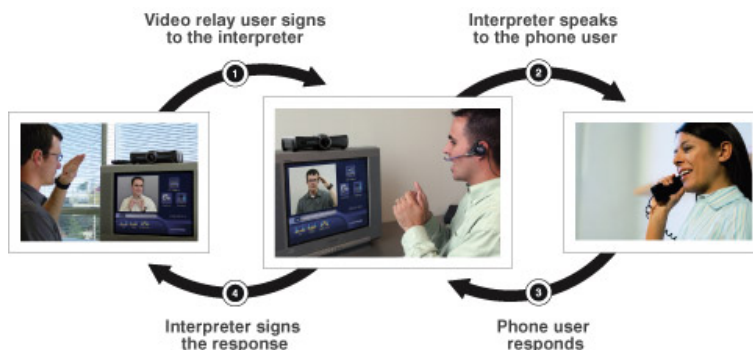 Video relay user signs
to the interpreter
Interpreter speaks
to the phone user
1
2
4
3
Interpreter signs
the response
Phone user
responds